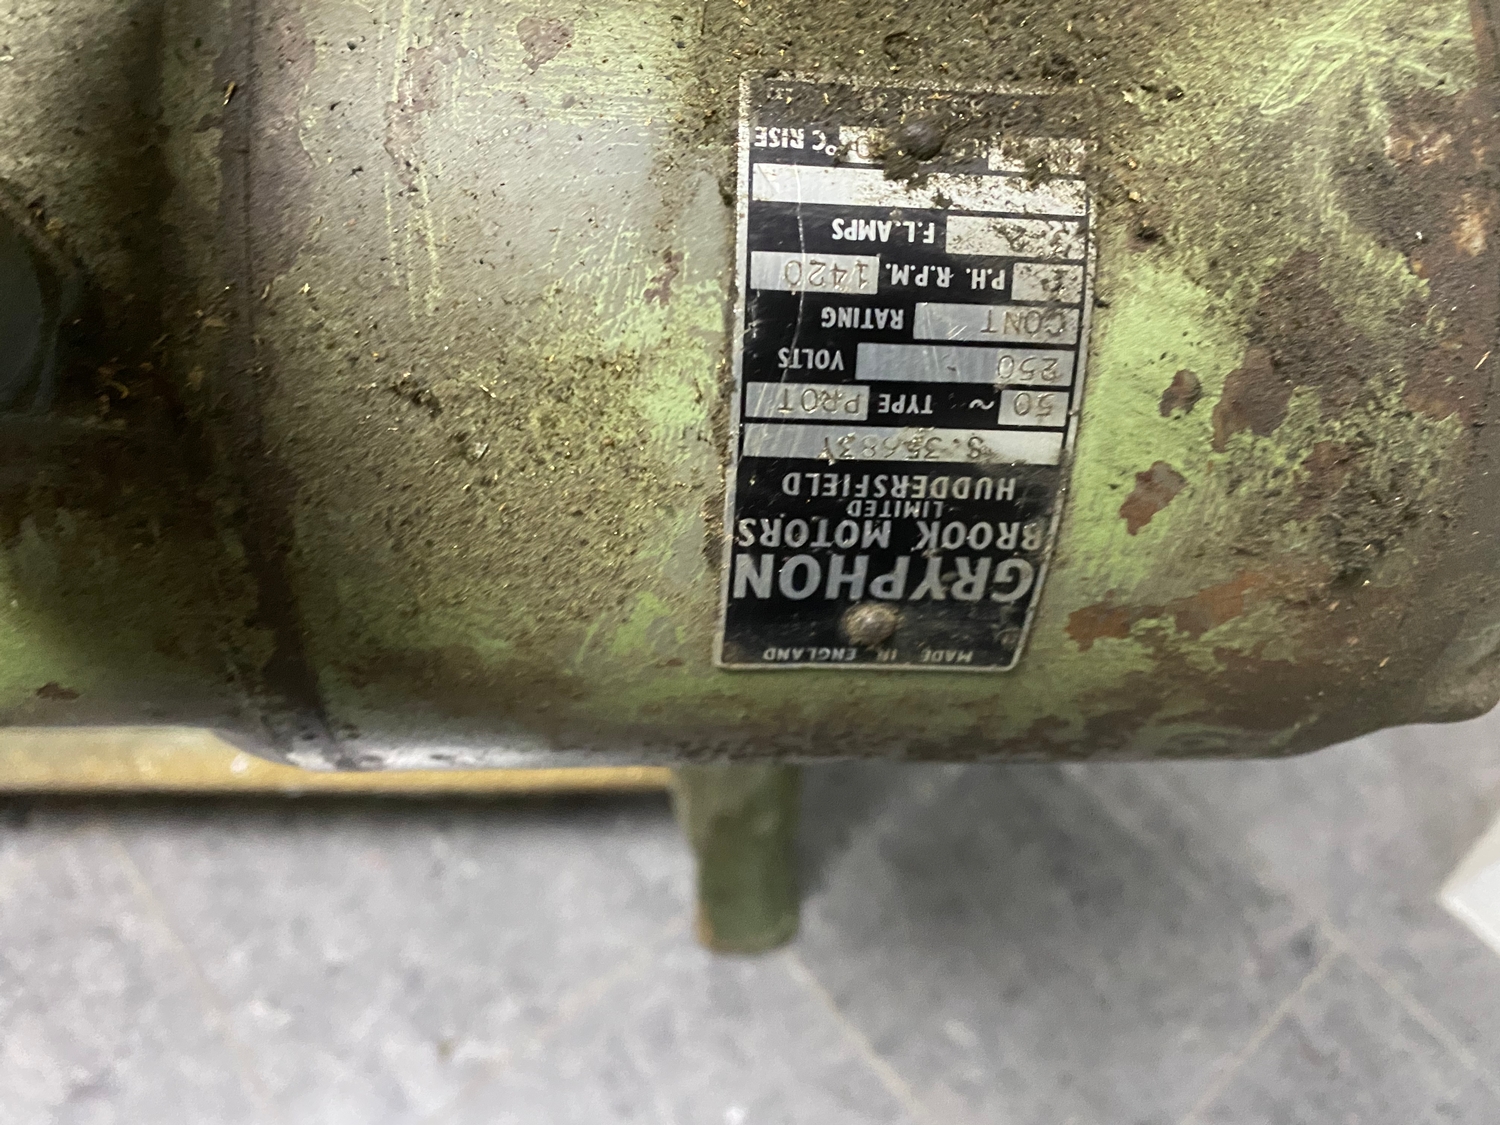 MADE IN ENGLAND
GRYPHON
BROOK MOTORS
LIMITED
HUDDERSFIELD
50 ~ TYPE PROT
250 VOLTS
CONT RATING
P.H. R.P.M. 1420
F.L.AMPS
°C RISE